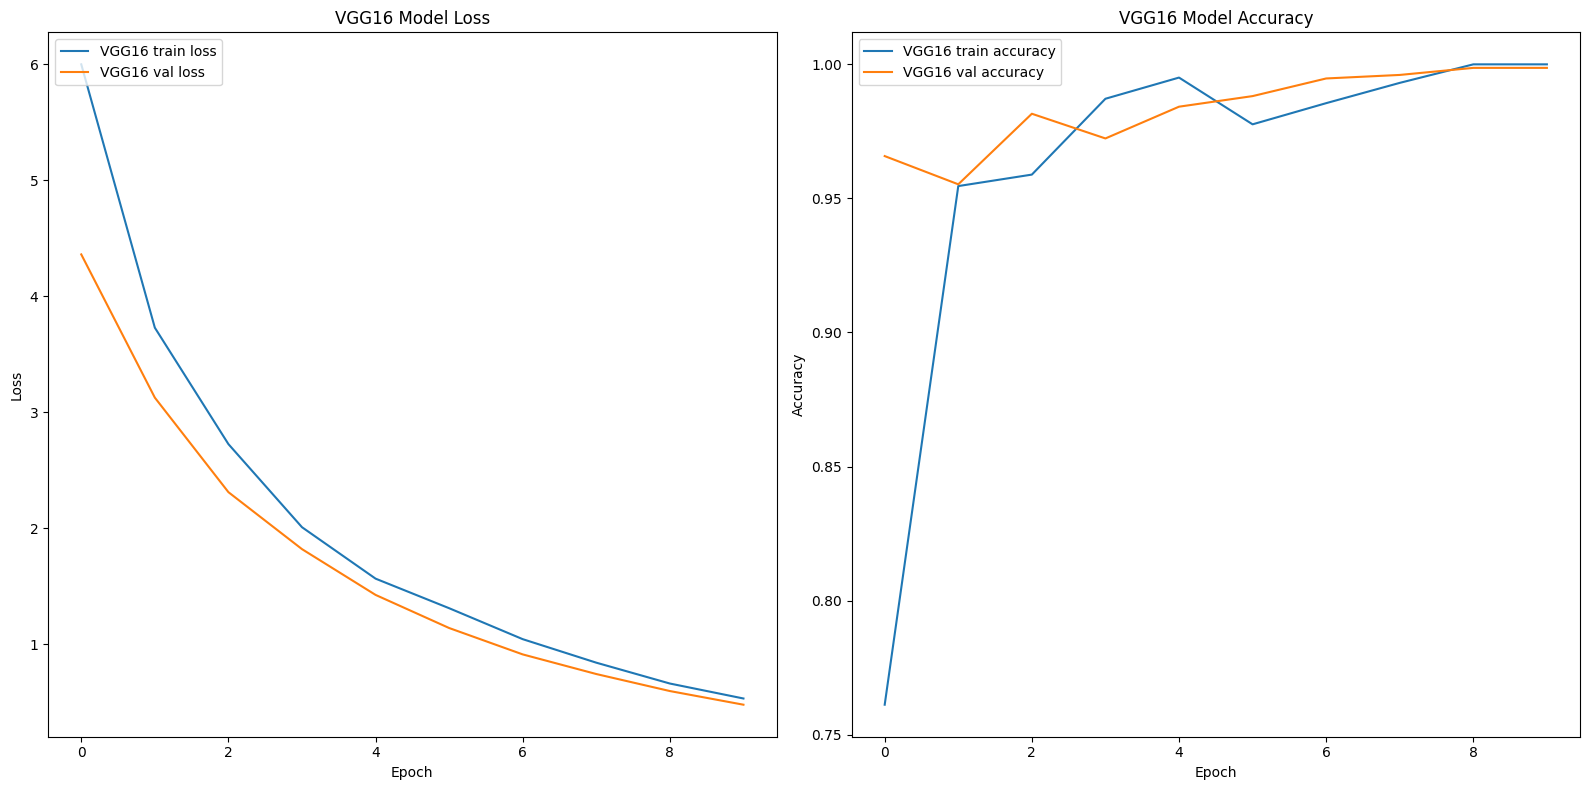 VGG16 Model Loss
VGG16 train loss
VGG16 val loss
6
5
4
3
2
1
Loss
0 2 4 6 8
Epoch
VGG16 Model Accuracy
VGG16 train accuracy
VGG16 val accuracy
1.00
0.95
0.90
0.85
0.80
0.75
Accuracy
0 2 4 6 8
Epoch